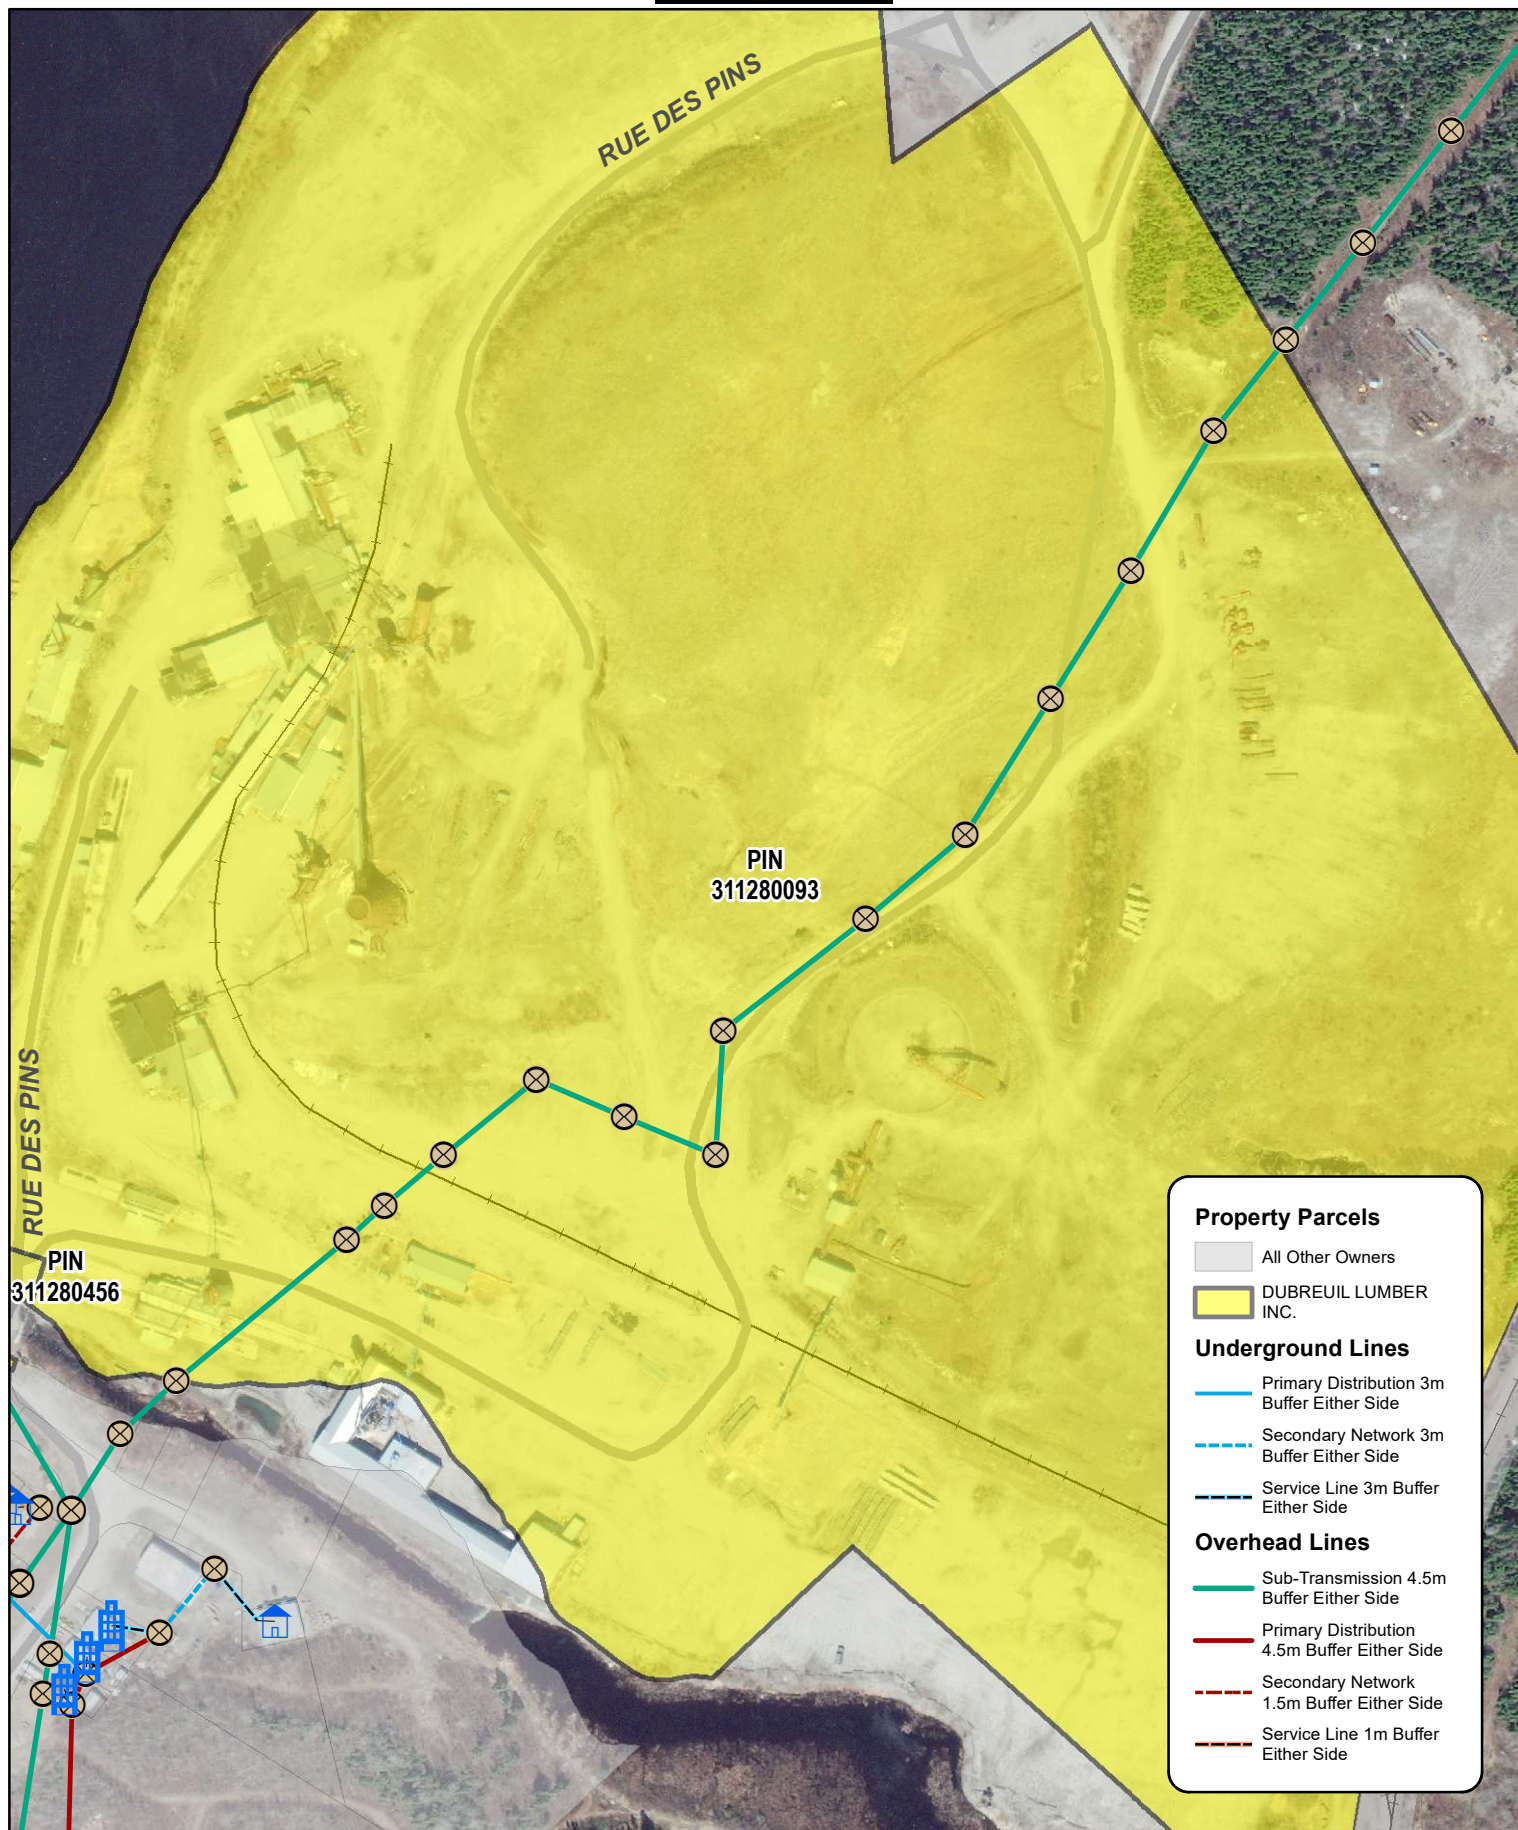 RUE DES PINS
PIN
311280093
RUE DES PINS
PIN
311280456
Property Parcels
All Other Owners
DUBREUIL LUMBER
INC.
Underground Lines
Primary Distribution 3m
Buffer Either Side
Secondary Network 3m
Buffer Either Side
Service Line 3m Buffer
Either Side
Overhead Lines
Sub-Transmission 4.5m
Buffer Either Side
Primary Distribution
4.5m Buffer Either Side
Secondary Network
1.5m Buffer Either Side
Service Line 1m Buffer
Either Side